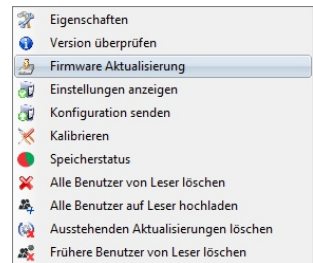 Eigenschaften
Version überprüfen
Firmware Aktualisierung
Einstellungen anzeigen
Konfiguration senden
Kalibrieren
Speicherstatus
Alle Benutzer von Leser löschen
Alle Benutzer auf Leser hochladen
Ausstehenden Aktualisierungen löschen
Frühere Benutzer von Leser löschen